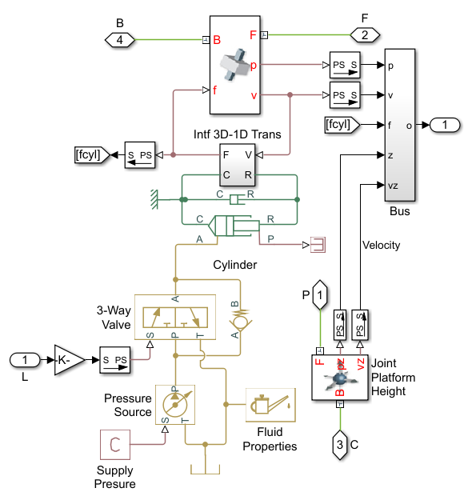 B
4
F
2
B
F
p
f
v
PS S
p
PS S
v
[fcyl]
f
o
1
Intf 3D-1D Trans
[fcyl]
S PS
F V
C R
z
vz
Bus
C R
C R
A P
Velocity
Cylinder
A
3-Way
Valve
B
P
1
S P T
A
PS S
PS S
1
L
-K-
S PS
F pz vz
B
Joint
Platform
Height
Pressure
Source
P
S T
C
Supply
Presure
Fluid
Properties
3
C